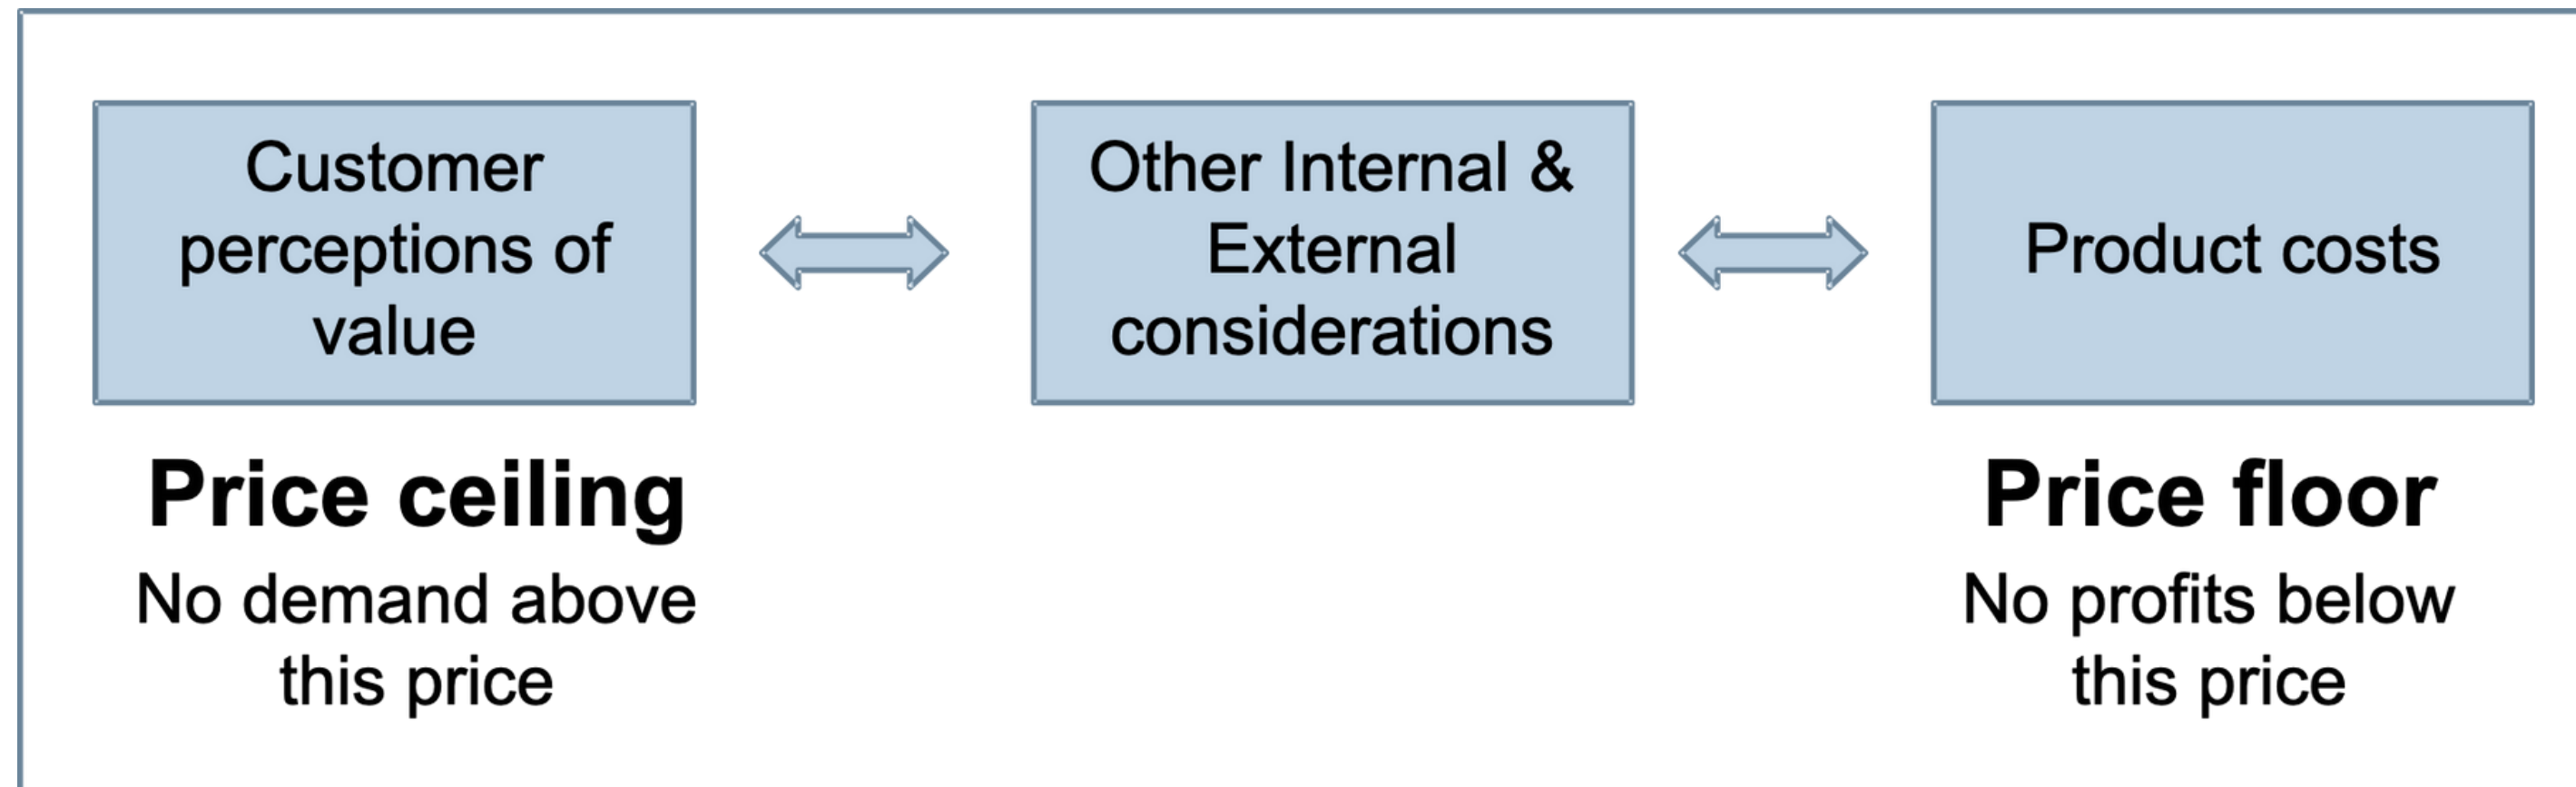 Customer
perceptions of
value
Other Internal &
External
considerations
Product costs
Price ceiling
No demand above
this price
Price floor
No profits below
this price